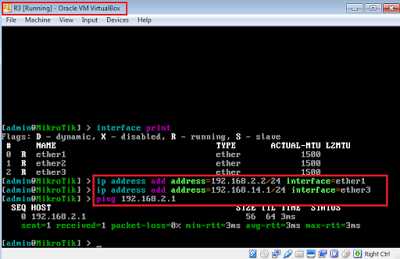 R3 [Running] - Oracle VM VirtualBox
File Machine View Input Devices Help
[admin@MikroTik] > interface print
Flags: D - dynamic, X - disabled, R - running, S - slave
# NAME TYPE ACTUAL-MTU L2MTU
0 R ether1 ether 1500
1 R ether2 ether 1500
2 R ether3 ether 1500
[admin@MikroTik] > ip address add address=192.168.2.2/24 interface=ether1
[admin@MikroTik] > ip address add address=192.168.14.1/24 interface=ether3
[admin@MikroTik] > ping 192.168.2.1
SEQ HOST SIZE TTL TIME STATUS
0 192.168.2.1 56 64 3ms
sent=1 received=1 packet-loss=0% min-rtt=3ms avg-rtt=3ms max-rtt=3ms
[admin@MikroTik] > _
Right Ctrl